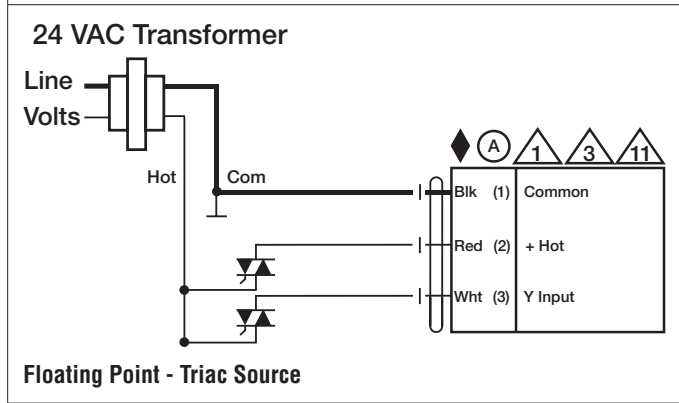 24 VAC Transformer
Line
Volts
Hot
Com
A 1 3 11
Blk (1) Common
Red (2) + Hot
Wht (3) Y Input
Floating Point - Triac Source